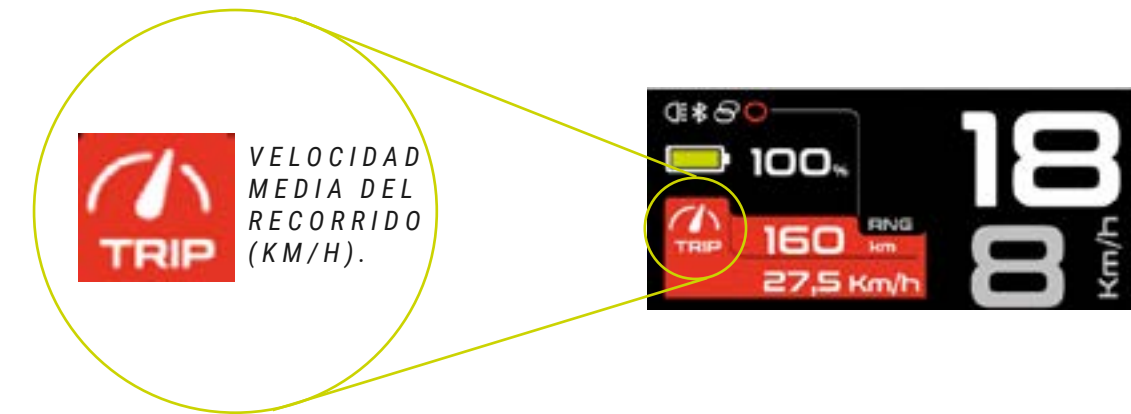 TRIP
VELOCIDAD
MEDIA DEL
RECORRIDO
(KM/H).
100%
TRIP
160 km RNG
27,5 Km/h
18
8
Km/h